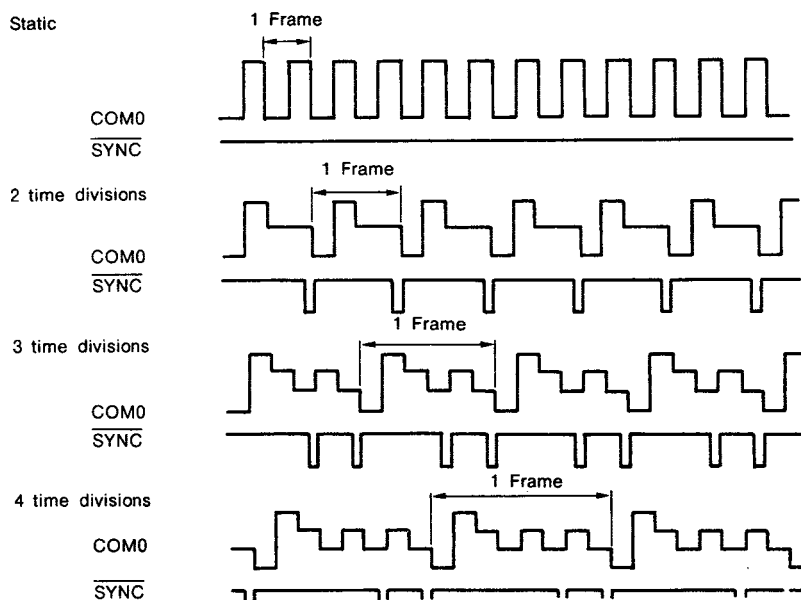 Static
1 Frame
COM0
SYNC
1 Frame
2 time divisions
COM0
SYNC
1 Frame
3 time divisions
COM0
SYNC
1 Frame
4 time divisions
COM0
SYNC